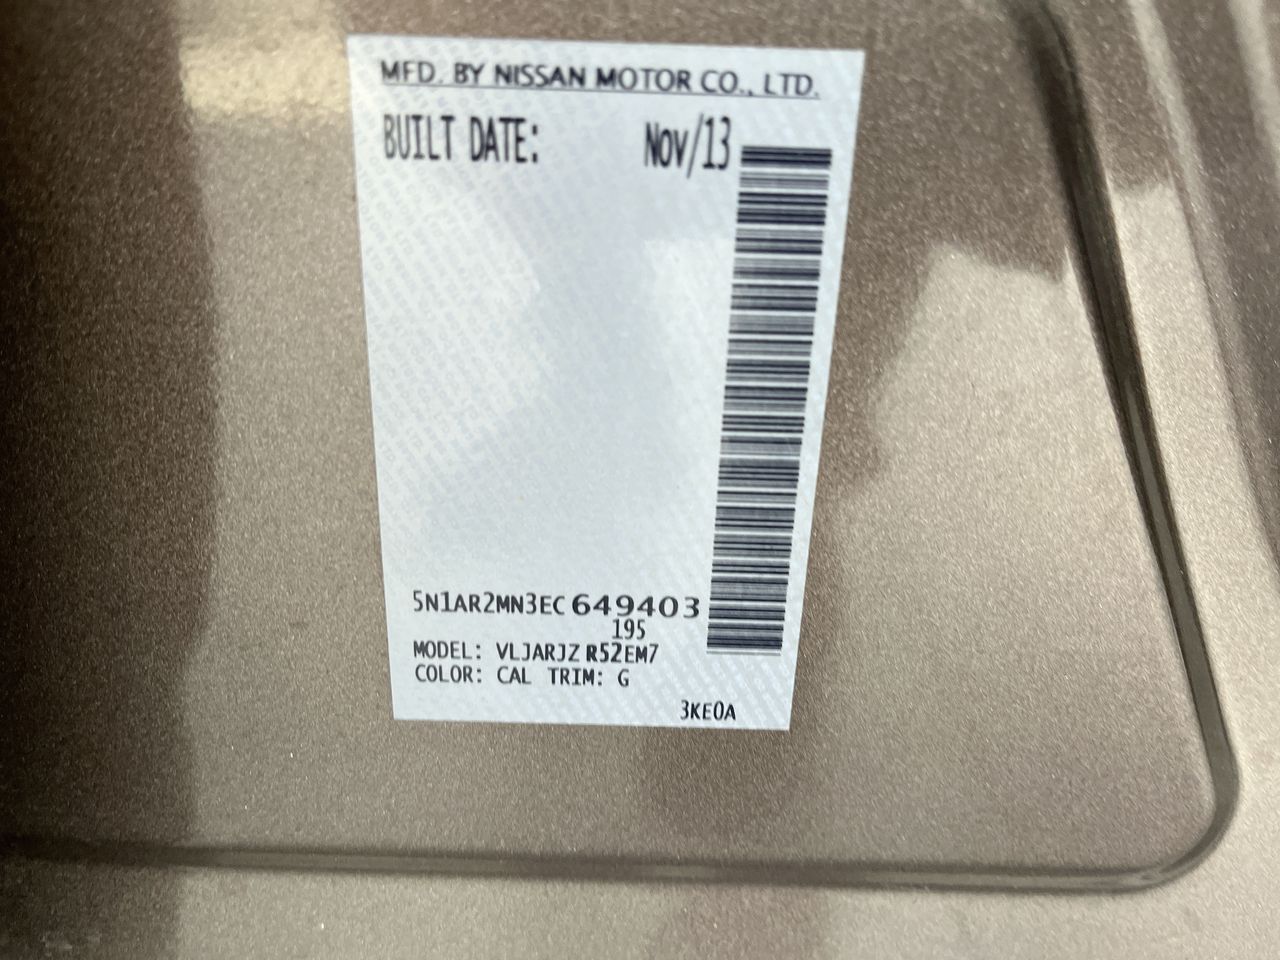 MFD. BY NISSAN MOTOR CO., LTD.
BUILT DATE: Nov/13
5N1AR2MN3EC649403
195
MODEL: VLJARJZ R52EM7
COLOR: CAL TRIM: G
3KE0A